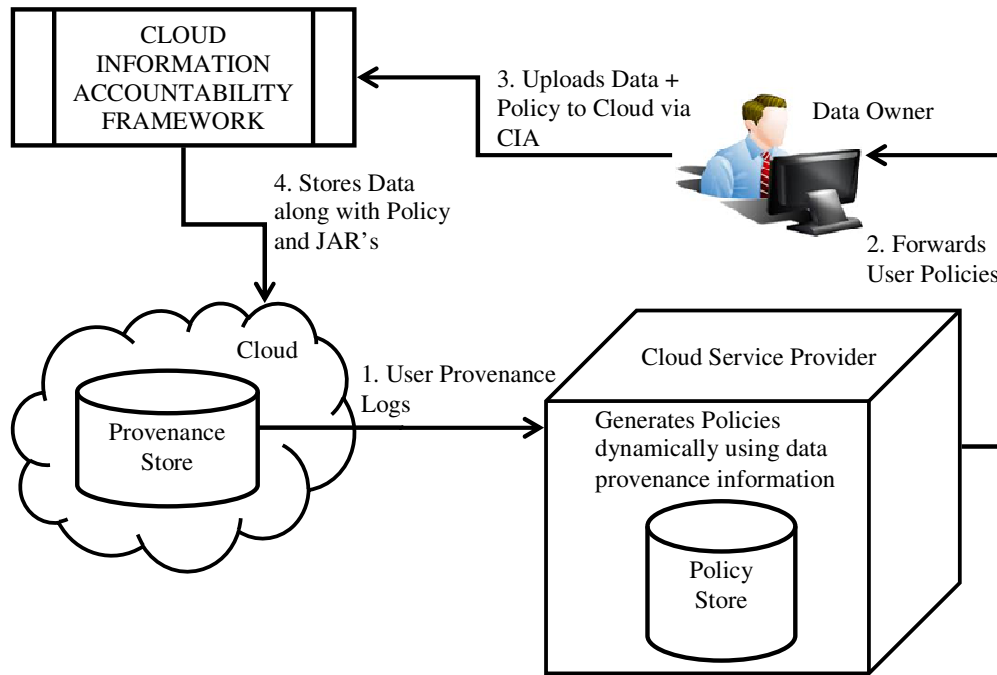 CLOUD
INFORMATION
ACCOUNTABILITY
FRAMEWORK
3. Uploads Data +
Policy to Cloud via
CIA
Data Owner
4. Stores Data
along with Policy
and JAR's
2. Forwards
User Policies
Cloud
Provenance
Store
1. User Provenance
Logs
Cloud Service Provider
Generates Policies
dynamically using data
provenance information
Policy
Store